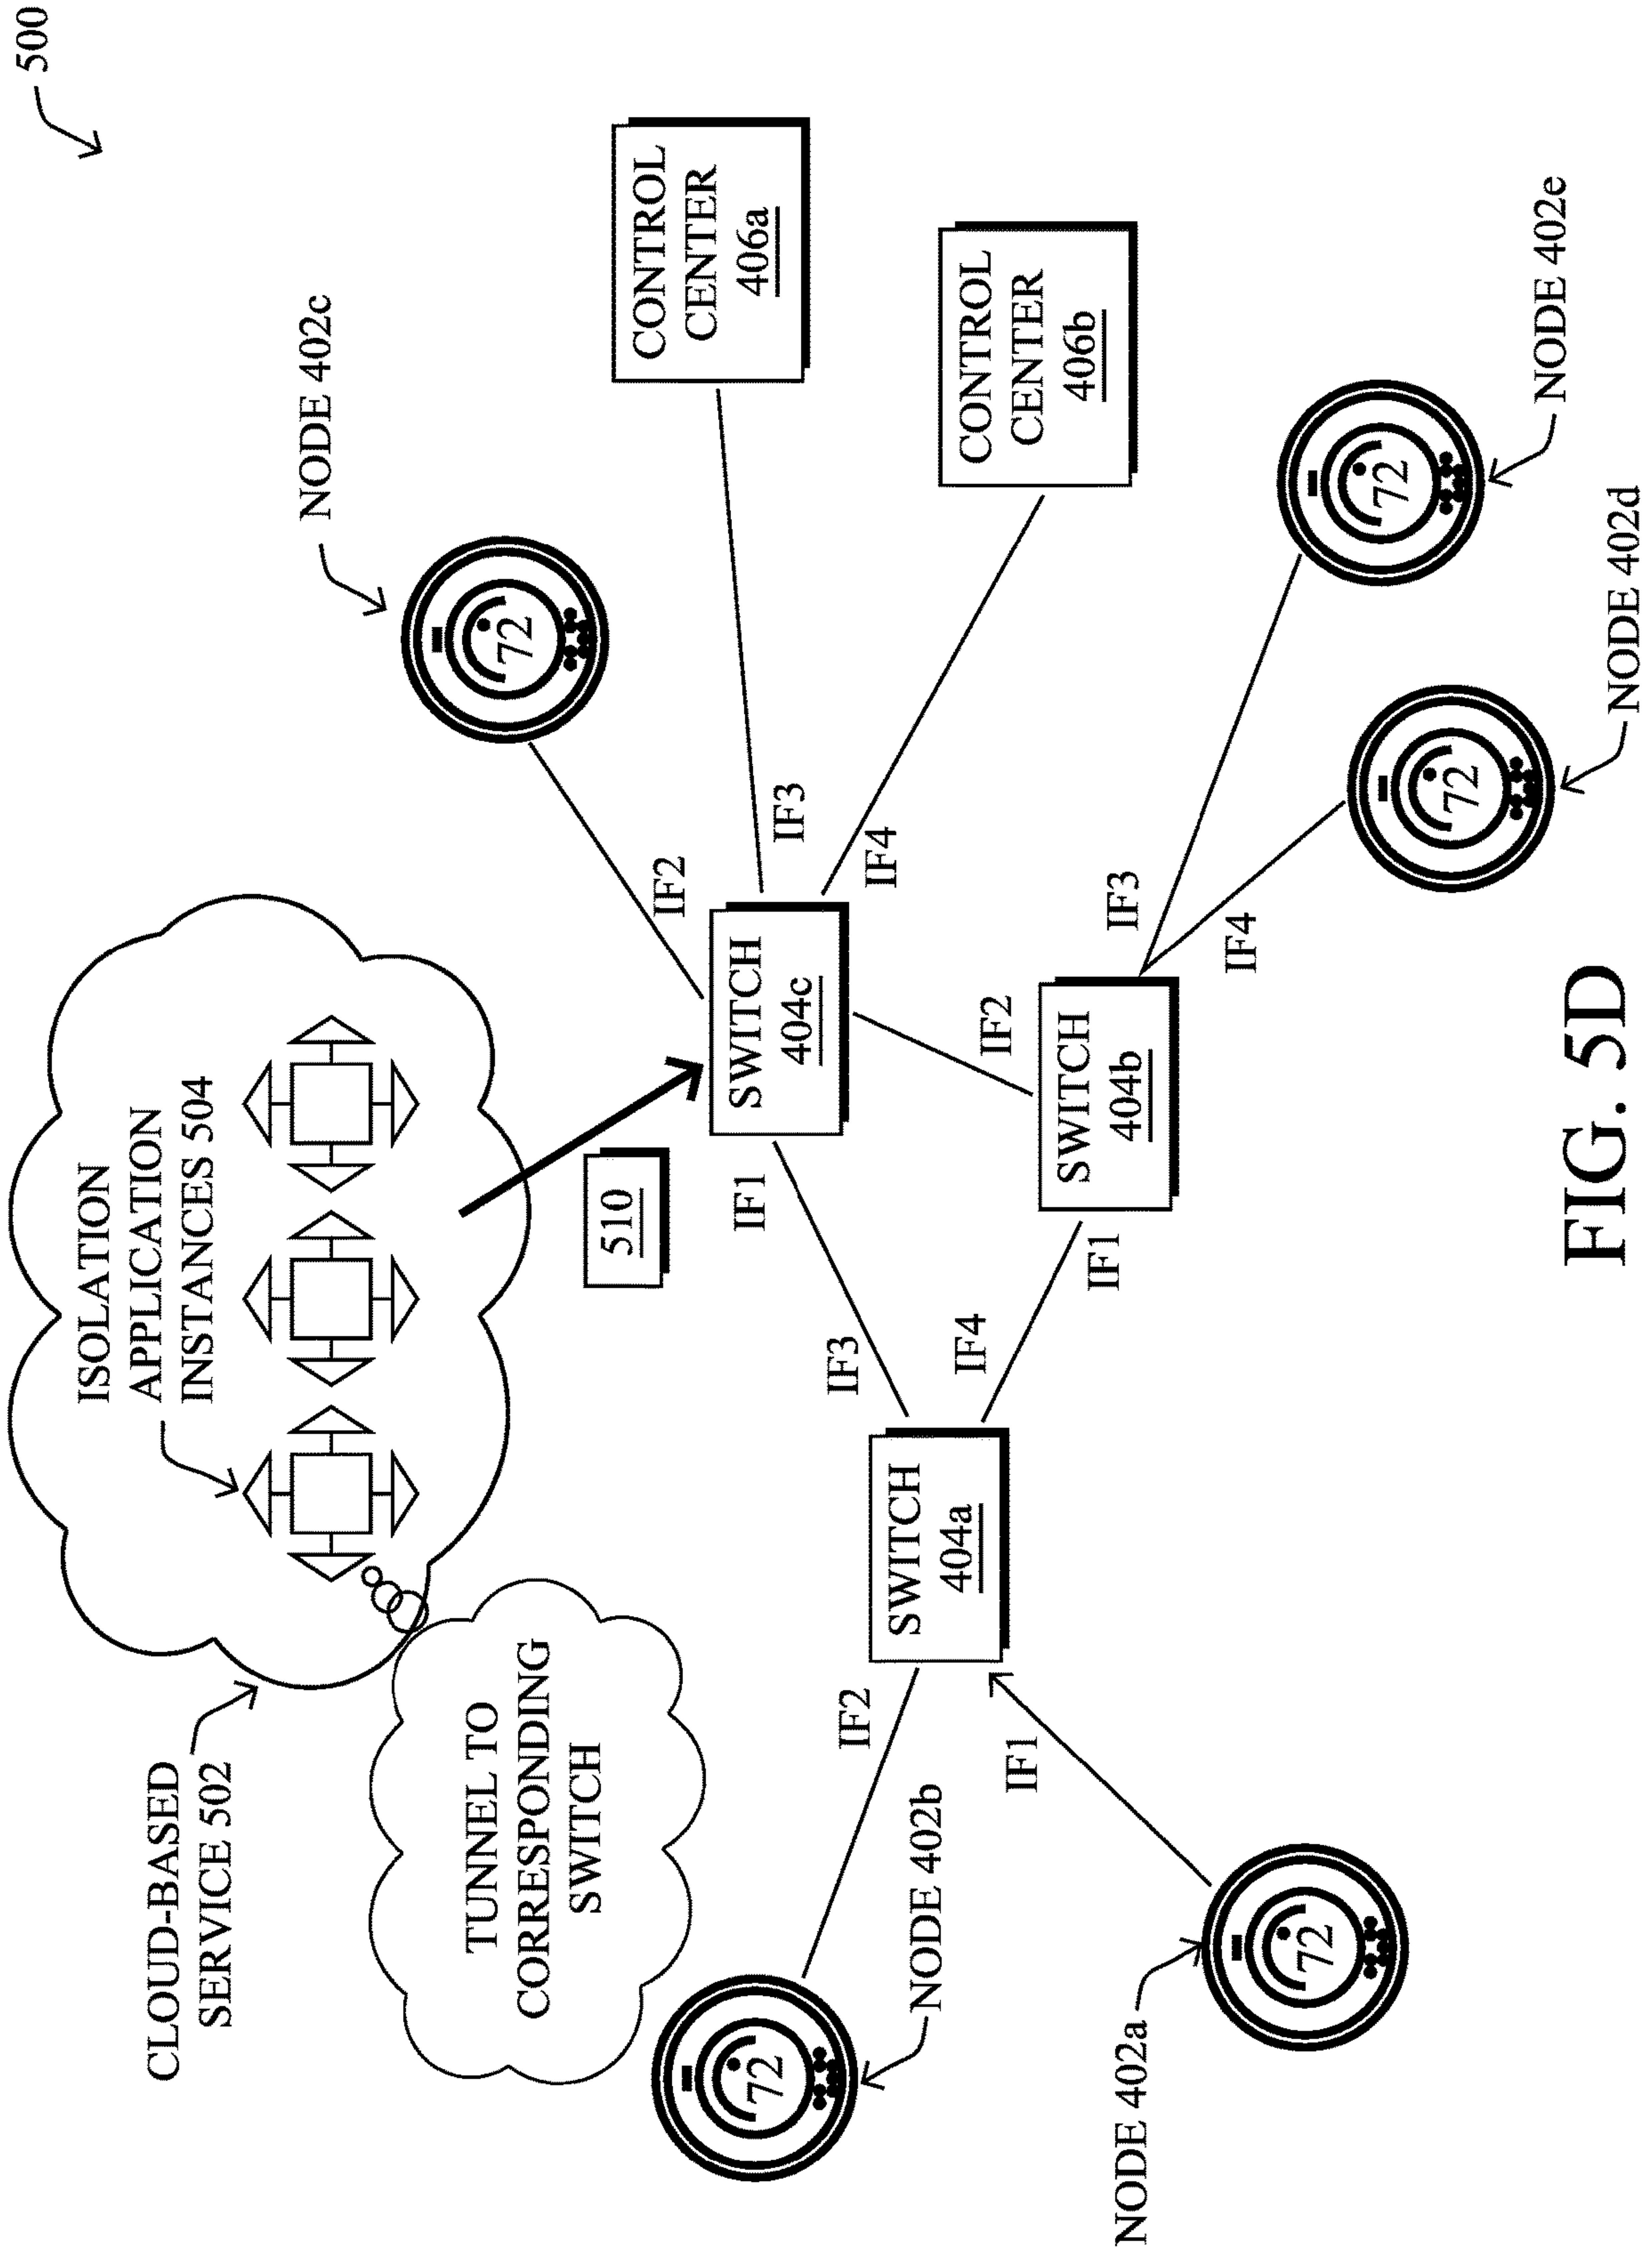 500
ISOLATION
APPLICATION
INSTANCES 504
CLOUD-BASED
SERVICE 502
TUNNEL TO
CORRESPONDING
SWITCH
510
NODE 402c
72
CONTROL
CENTER
406a
CONTROL
CENTER
406b
SWITCH
404c
IF1
IF2
IF3
IF4
SWITCH
404a
IF1
IF2
IF3
IF4
SWITCH
404b
IF1
IF2
IF3
IF4
72
NODE 402b
NODE 402a
72
72
NODE 402d
72
NODE 402e
FIG. 5D